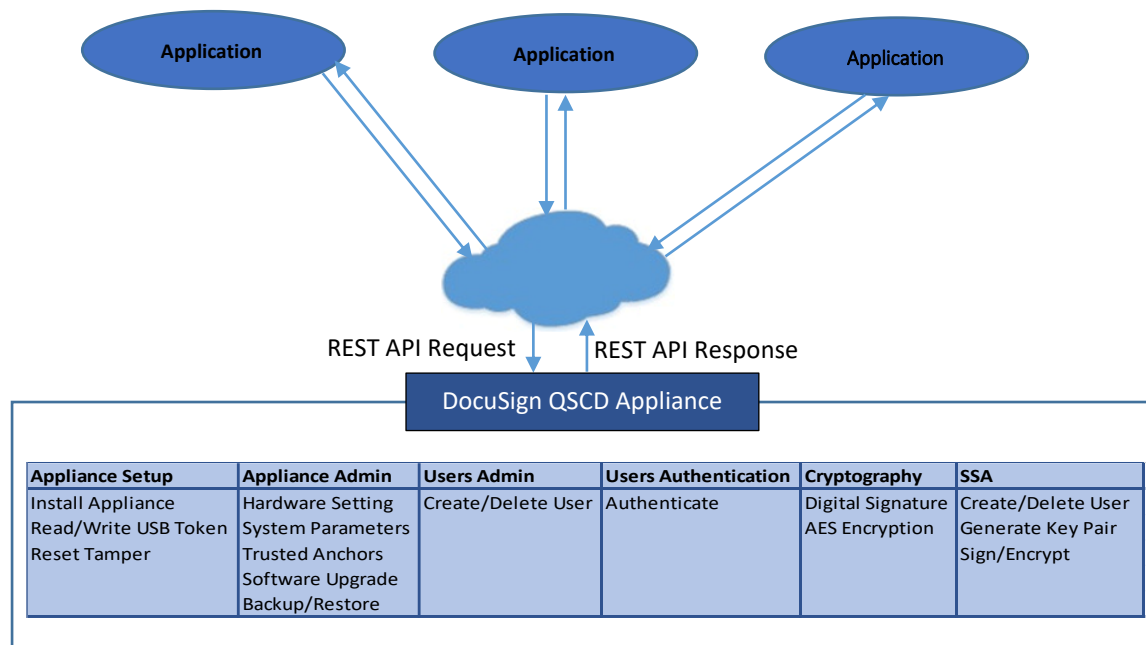 Application
Application
Application
REST API Request
REST API Response
DocuSign QSCD Appliance
Appliance Setup
Install Appliance
Read/Write USB Token
Reset Tamper
Appliance Admin
Hardware Setting
System Parameters
Trusted Anchors
Software Upgrade
Backup/Restore
Users Admin
Create/Delete User
Users Authentication
Authenticate
Cryptography
Digital Signature
AES Encryption
SSA
Create/Delete User
Generate Key Pair
Sign/Encrypt